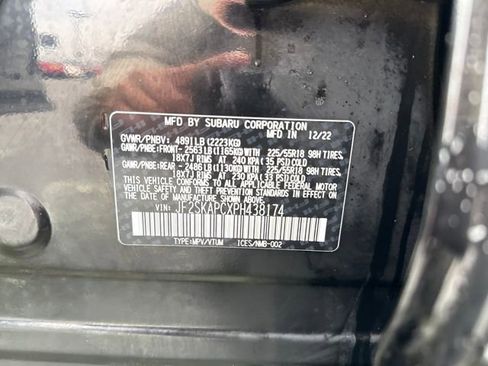 MFD BY SUBARU CORPORATION
GVWR/PNBV: 4891LB (2223KG) MFD IN 12/22
GAWR/PNBE:FRONT- 2563LB(1165KG)WITH 225/55R18 98H TIRES,
18X7J RIMS AT 240 KPA(35 PSI)COLD TIRE
GAWR/PNBE:REAR - 2486LB(1130KG)WITH 225/55R18 98H TIRES,
18X7J RIMS AT 230 KPA(33 PSI)COLD TIRE
THIS VEHICLE CONFORMS TO ALL APPLICABLE FEDERAL MOTOR
VEHICLE SAFETY AND THEFT PREVENTION STANDARDS IN EFFECT ON
THE DATE OF MANUFACTURE SHOWN ABOVE.
VIN: JF2SKAPCXPH438174
TYPE:MPV/VTUM ICES/NMB-002